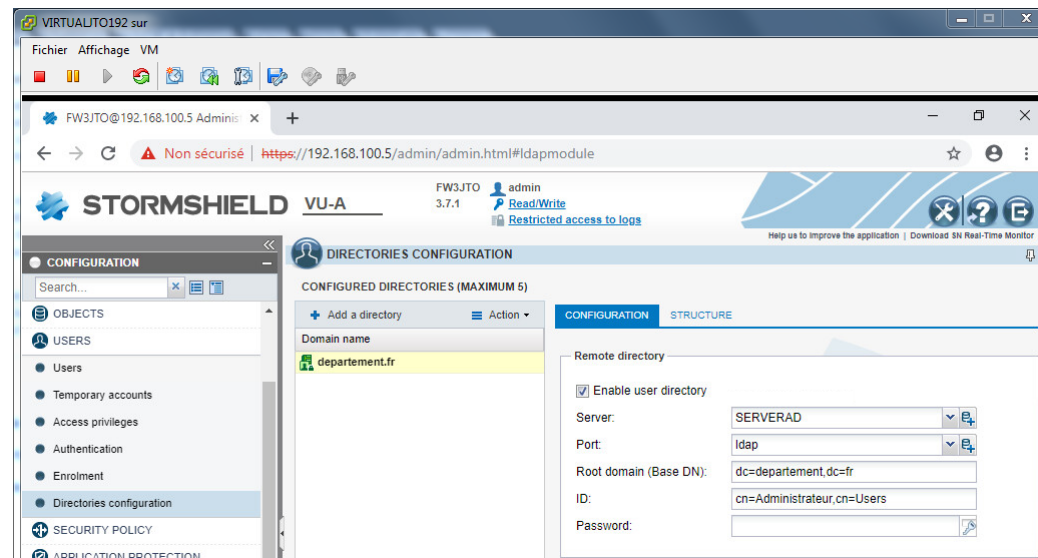 VIRTUALJTO192 sur
Fichier Affichage VM
FW3JTO@192.168.100.5 Adminis
Non sécurisé | https://192.168.100.5/admin/admin.html#ldapmodule
STORMSHIELD VU-A
FW3JTO admin
3.7.1 Read/Write
Restricted access to logs
Help us to improve the application | Download SN Real-Time Monitor
CONFIGURATION
DIRECTORIES CONFIGURATION
Search...
CONFIGURED DIRECTORIES (MAXIMUM 5)
OBJECTS
Add a directory Action
CONFIGURATION STRUCTURE
USERS
Domain name
departement.fr
Remote directory
Users
Enable user directory
Temporary accounts
Server: SERVERAD
Access privileges
Port: ldap
Authentication
Root domain (Base DN): dc=departement,dc=fr
Enrolment
ID: cn=Administrateur,cn=Users
Directories configuration
Password:
SECURITY POLICY
APPLICATION PROTECTION